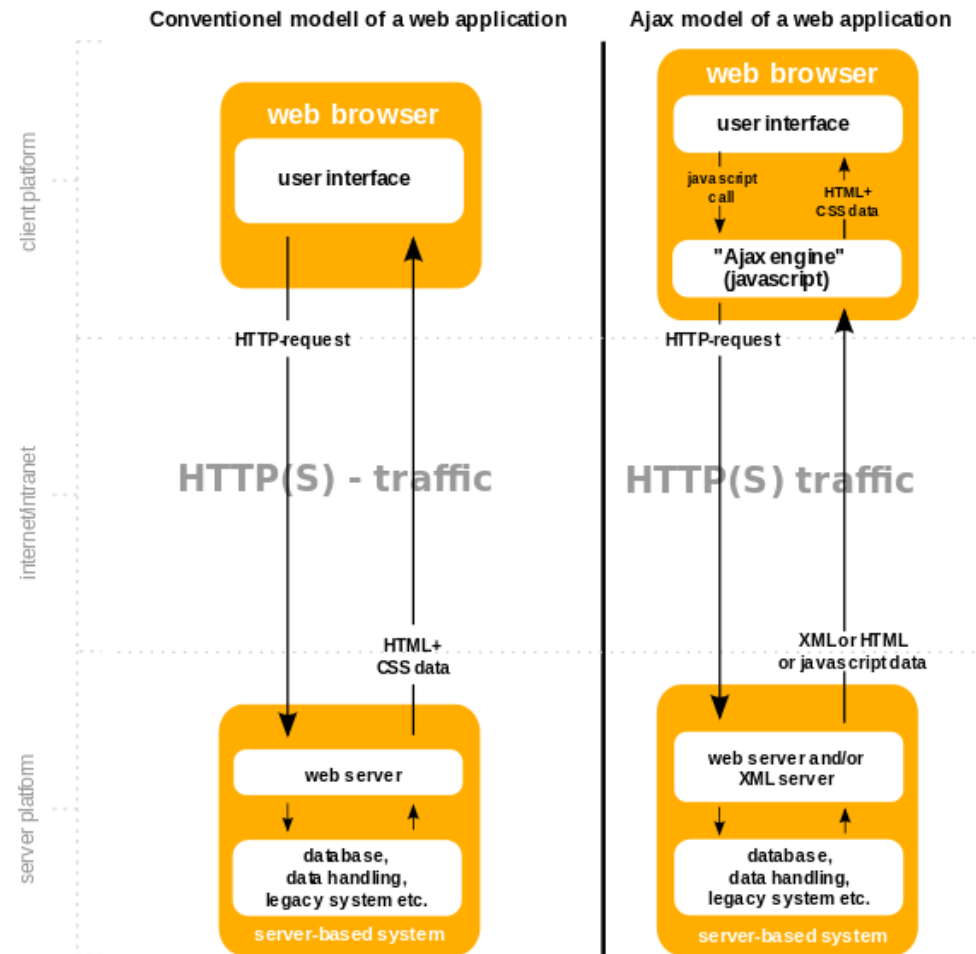 Conventionel modell of a web application
Ajax model of a web application
client platform
internet/intranet
server platform
web browser
user interface
HTTP-request
HTTP(S) - traffic
HTML+
CSS data
web server
database,
data handling,
legacy system etc.
server-based system
web browser
user interface
javascript
call
HTML+
CSS data
"Ajax engine"
(javascript)
HTTP-request
HTTP(S) traffic
XML or HTML
or javascript data
web server and/or
XML server
database,
data handling,
legacy system etc.
server-based system